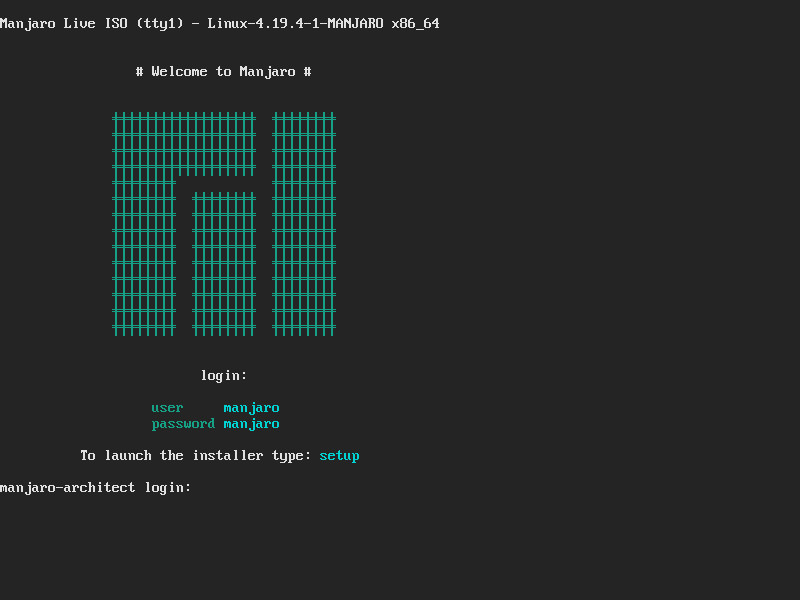 Manjaro Live ISO (tty1) - Linux-4.19.4-1-MANJARO x86_64
# Welcome to Manjaro #
login:
user manjaro
password manjaro
To launch the installer type: setup
manjaro-architect login: